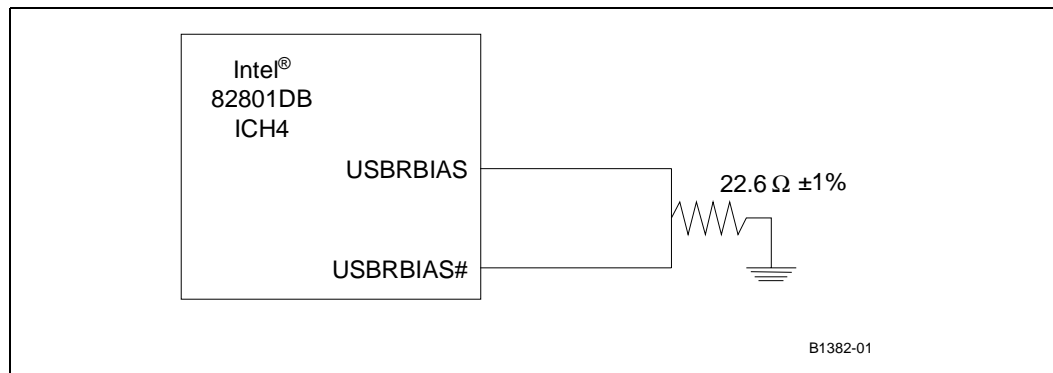 Intel®
82801DB
ICH4
USBRBIAS
22.6 Ω ±1%
USBRBIAS#
B1382-01